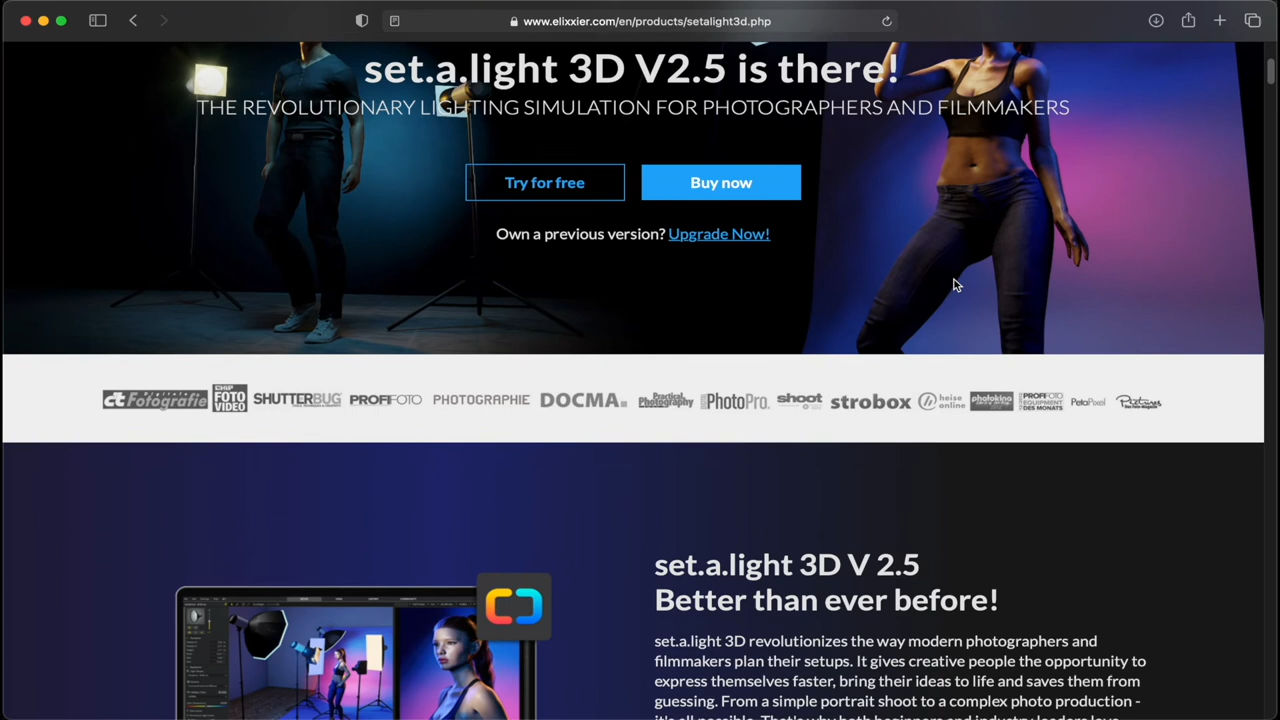 www.elixxier.com/en/products/setalight3d.php
set.a.light 3D V2.5 is there!
THE REVOLUTIONARY LIGHTING SIMULATION FOR PHOTOGRAPHERS AND FILMMAKERS
Try for free
Buy now
Own a previous version? Upgrade Now!
c't Digitale Fotografie CHIP FOTO VIDEO SHUTTERBUG PROFIFOTO PHOTOGRAPHIE DOCMA. Practical Photography PhotoPro. shoot strobox heise online photokina PROFIFOTO EQUIPMENT DES MONATS PetaPixel Pictures
set.a.light 3D V 2.5
Better than ever before!
set.a.light 3D revolutionizes the way modern photographers and
filmmakers plan their setups. It gives creative people the opportunity to
express themselves faster, bring their ideas to life and saves them from
guessing. From a simple portrait shoot to a complex photo production -